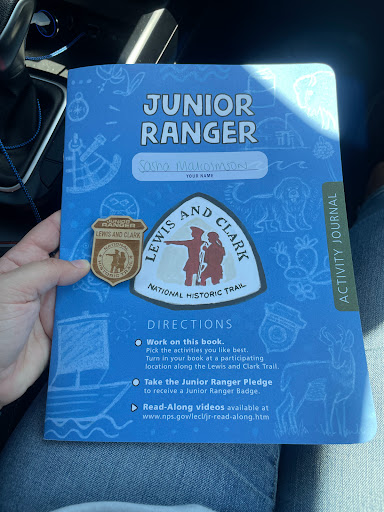 JUNIOR
RANGER
Sasha
YOUR NAME
LEWIS AND CLARK
NATIONAL HISTORIC TRAIL
JUNIOR
RANGER
LEWIS AND CLARK
ACTIVITY JOURNAL
DIRECTIONS
Work on this book.
Pick the activities you like best.
Turn in your book at a participating
location along the Lewis and Clark Trail.
Take the Junior Ranger Pledge
to receive a Junior Ranger Badge.
Read-Along videos available at
www.nps.gov/lecl/jr-read-along.htm